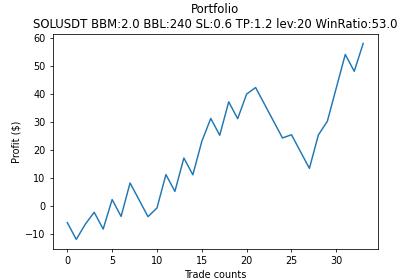 Portfolio
SOLUSDT BBM:2.0 BBL:240 SL:0.6 TP:1.2 lev:20 WinRatio:53.0
60
50
40
30
20
10
0
−10
Profit ($)
0 5 10 15 20 25 30
Trade counts